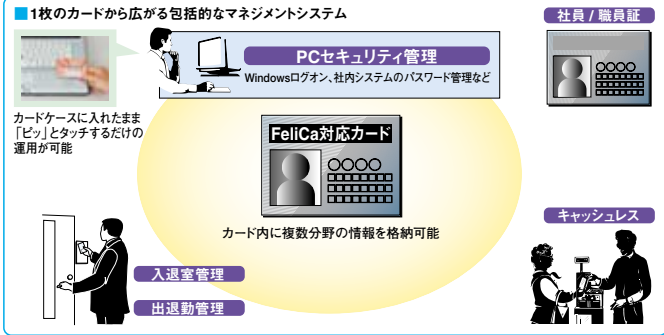 ■1枚のカードから広がる包括的なマネジメントシステム
社員 / 職員証
PCセキュリティ管理
Windowsログオン、社内システムのパスワード管理など
カードケースに入れたまま
「ピッ」とタッチするだけの
運用が可能
FeliCa対応カード
カード内に複数分野の情報を格納可能
キャッシュレス
入退室管理
出退勤管理